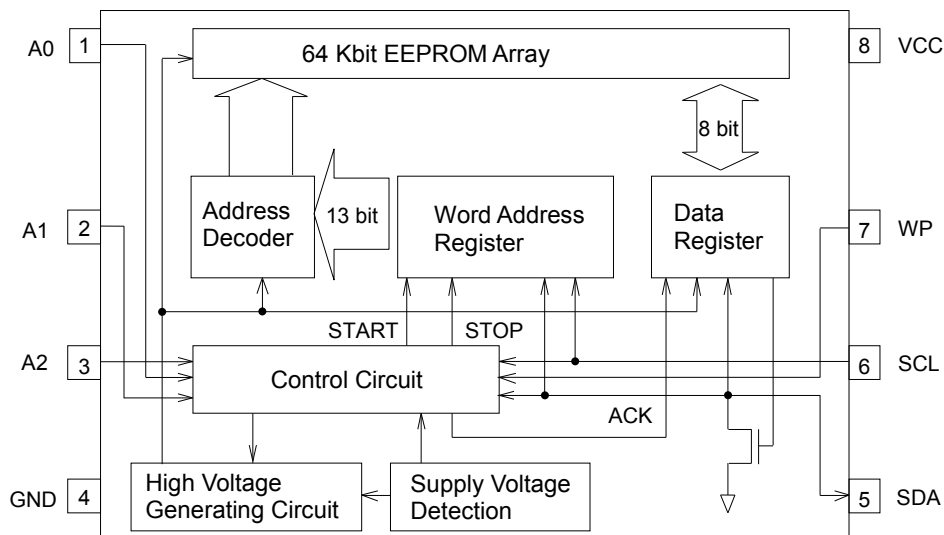 A0 1
64 Kbit EEPROM Array
8 VCC
8 bit
A1 2
Address
Decoder
13 bit
Word Address
Register
Data
Register
7 WP
START
STOP
A2 3
Control Circuit
6 SCL
ACK
GND 4
High Voltage
Generating Circuit
Supply Voltage
Detection
5 SDA